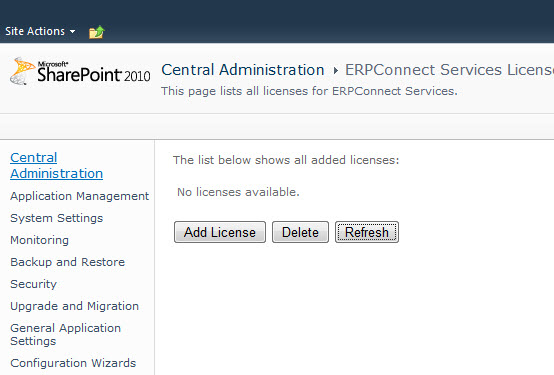 Site Actions
Microsoft®
SharePoint 2010
Central Administration ▸ ERPConnect Services License
This page lists all licenses for ERPConnect Services.
Central
Administration
Application Management
System Settings
Monitoring
Backup and Restore
Security
Upgrade and Migration
General Application
Settings
Configuration Wizards
The list below shows all added licenses:
No licenses available.
Add License Delete Refresh